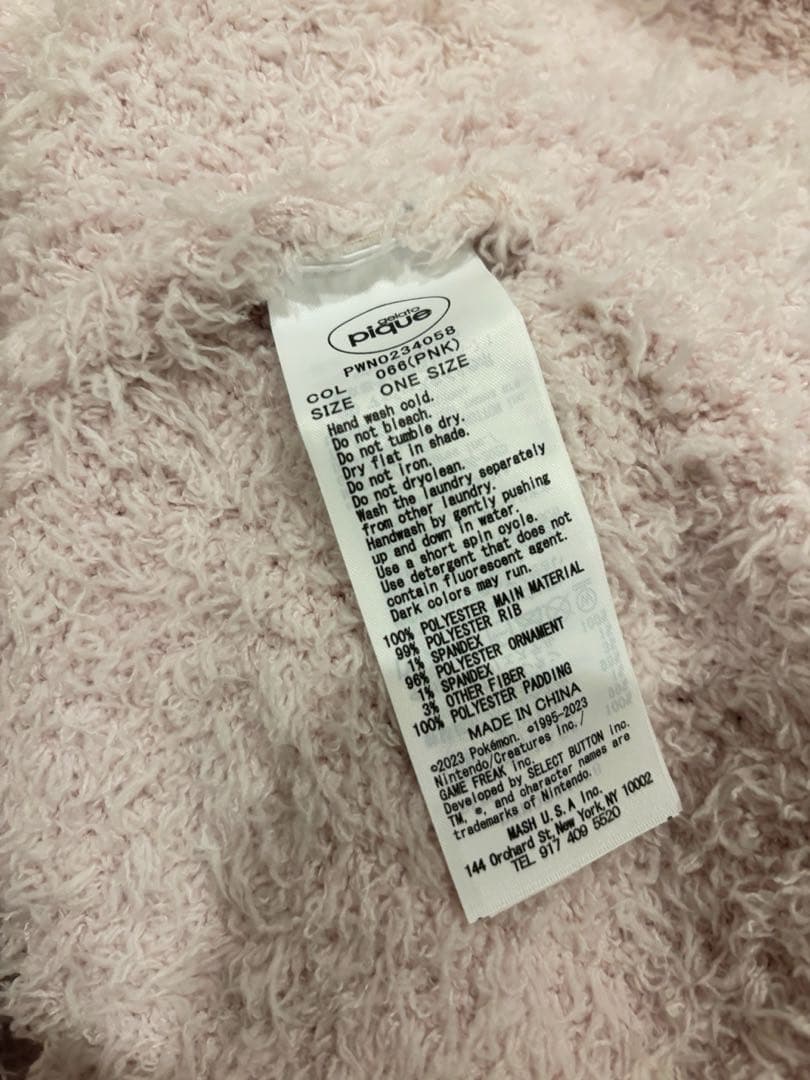 gelato
pique
PWN0234058
COL 066(PNK)
SIZE ONE SIZE
Hand wash cold.
Do not bleach.
Do not tumble dry.
Dry flat in shade.
Do not iron.
Do not dryclean.
Wash the laundry separately
from other laundry.
Handwash by gently pushing
up and down in water.
Use a short spin cycle.
Use detergent that does not
contain fluorescent agent.
Dark colors may run.
100% POLYESTER MAIN MATERIAL
99% POLYESTER RIB
1% SPANDEX
96% POLYESTER ORNAMENT
1% SPANDEX
3% OTHER FIBER
100% POLYESTER PADDING
MADE IN CHINA
©2023 Pokémon. ©1995-2023
Nintendo/Creatures Inc./
GAME FREAK inc.
Developed by SELECT BUTTON inc.
TM, ®, and character names are
trademarks of Nintendo.
MASH U.S.A Inc.
144 Orchard St,New York,NY 10002
TEL 917 409 5520